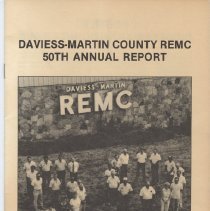 DAVIESS-MARTIN COUNTY REMC
50TH ANNUAL REPORT
DAVIESS-MARTIN
REMC